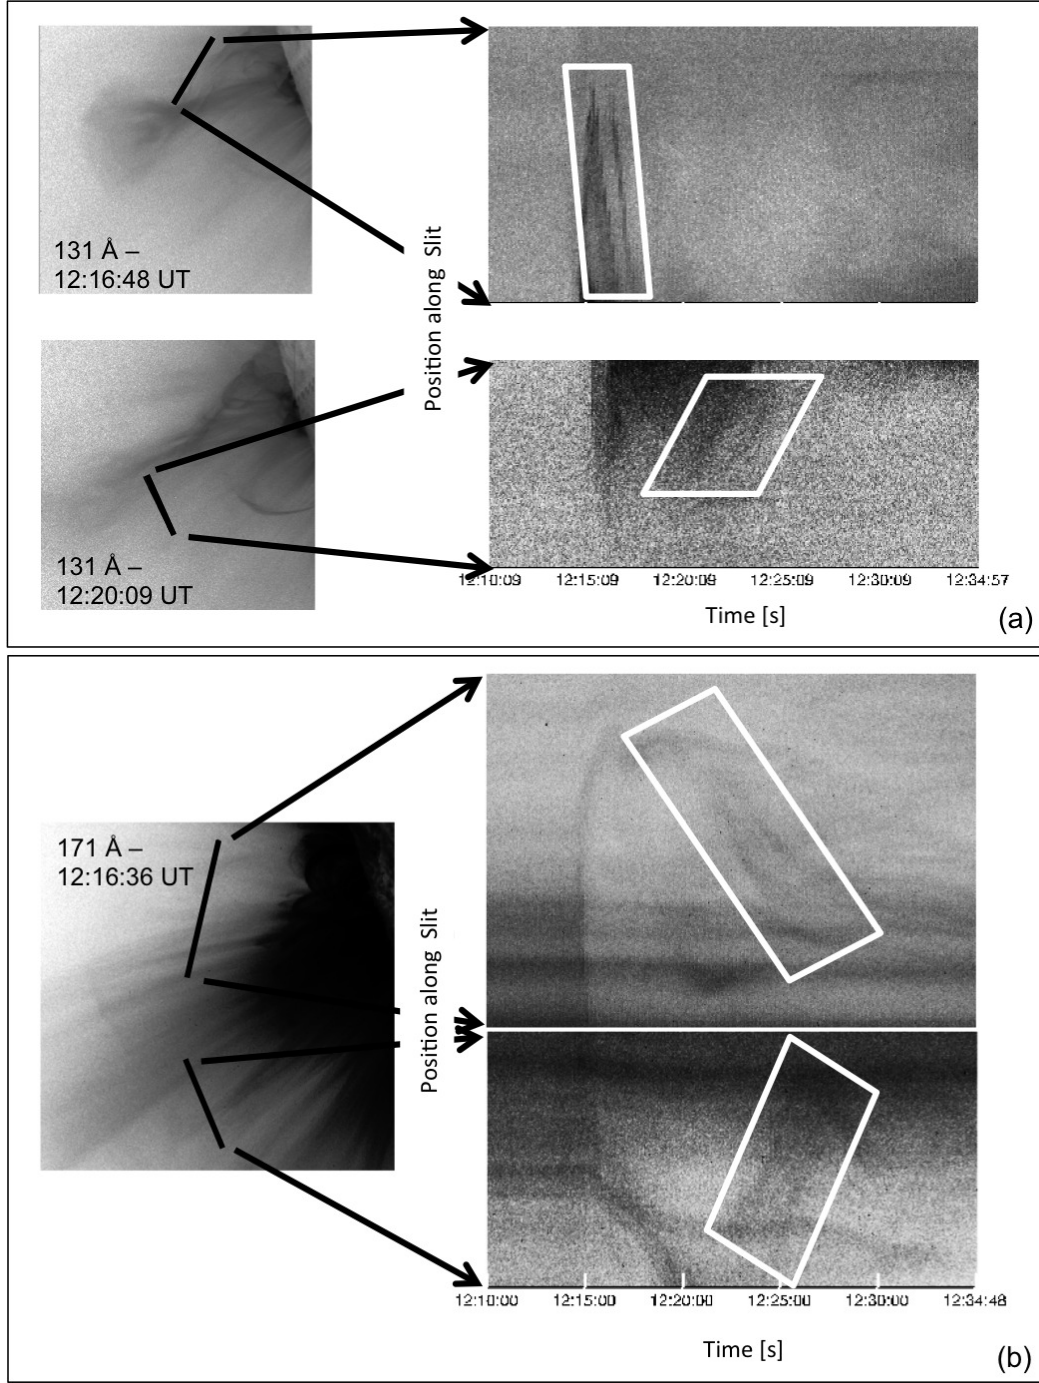 131 Å –
12:16:48 UT
Position along Slit
131 Å –
12:20:09 UT
12:10:09 12:15:09 12:20:09 12:25:09 12:30:09 12:34:57
Time [s]
(a)
171 Å –
12:16:36 UT
Position along Slit
12:10:00 12:15:00 12:20:00 12:25:00 12:30:00 12:34:48
Time [s]
(b)